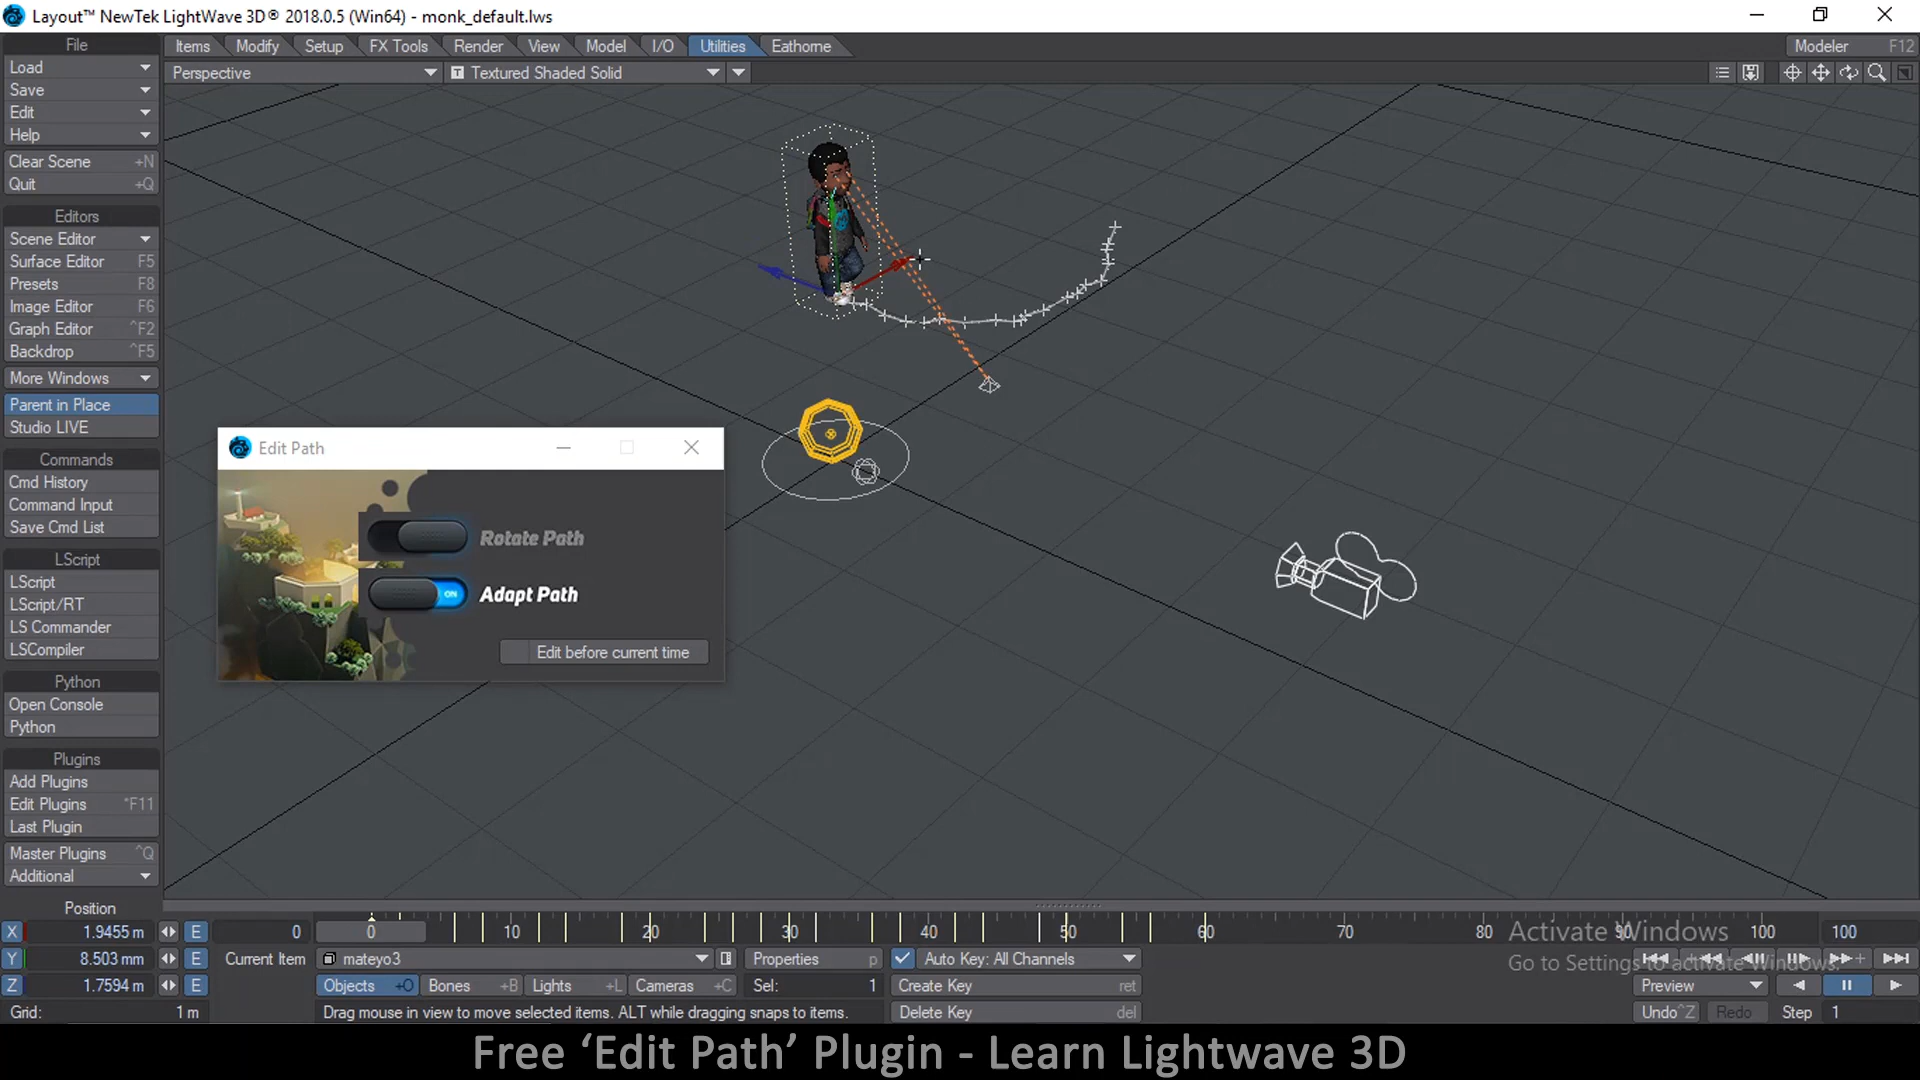 Layout™ NewTek LightWave 3D® 2018.0.5 (Win64) - monk_default.lws
File
Items Modify Setup FX Tools Render View Model I/O Utilities Eathome Modeler F12
Load
Perspective T Textured Shaded Solid
Save
Edit
Help
Clear Scene +N
Quit +Q
Editors
Scene Editor
Surface Editor F5
Presets F8
Image Editor F6
Graph Editor ^F2
Backdrop ^F5
More Windows
Parent in Place
Studio LIVE
Commands
Cmd History
Command Input
Save Cmd List
LScript
LScript
LScript/RT
LS Commander
LSCompiler
Python
Open Console
Python
Plugins
Add Plugins
Edit Plugins *F11
Last Plugin
Master Plugins ^Q
Additional
Edit Path
Rotate Path
ON Adapt Path
Edit before current time
Position
X 1.9455 m E 0 0 10 20 30 40 50 60 70 80 90 100 100
Activate Windows
Y 8.503 mm E Current Item mateyo3 Properties p Auto Key: All Channels
Go to Settings to activate Windows.
Z 1.7594 m E Objects +O Bones +B Lights +L Cameras +C Sel: 1 Create Key ret Preview
Grid: 1 m Drag mouse in view to move selected items. ALT while dragging snaps to items. Delete Key del Undo ^Z Redo Step 1
Free ‘Edit Path’ Plugin - Learn Lightwave 3D